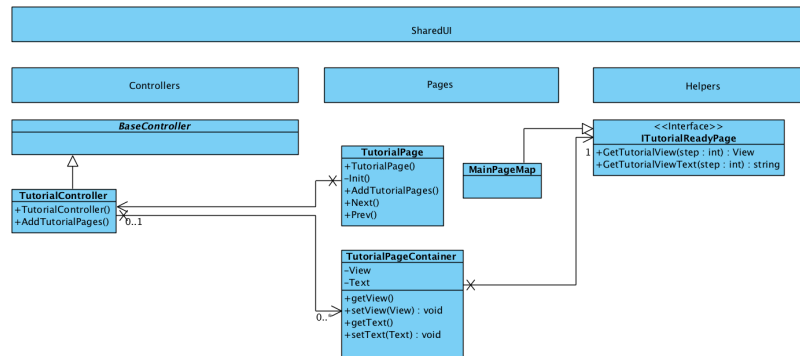 SharedUI
Controllers
Pages
Helpers
BaseController
<<Interface>>
ITutorialReadyPage
+GetTutorialView(step : int) : View
+GetTutorialViewText(step : int) : string
1
TutorialPage
+TutorialPage()
-Init()
+AddTutorialPages()
+Next()
+Prev()
MainPageMap
TutorialController
+TutorialController()
+AddTutorialPages()
0..1
TutorialPageContainer
-View
-Text
+getView()
+setView(View) : void
+getText()
+setText(Text) : void
0..*